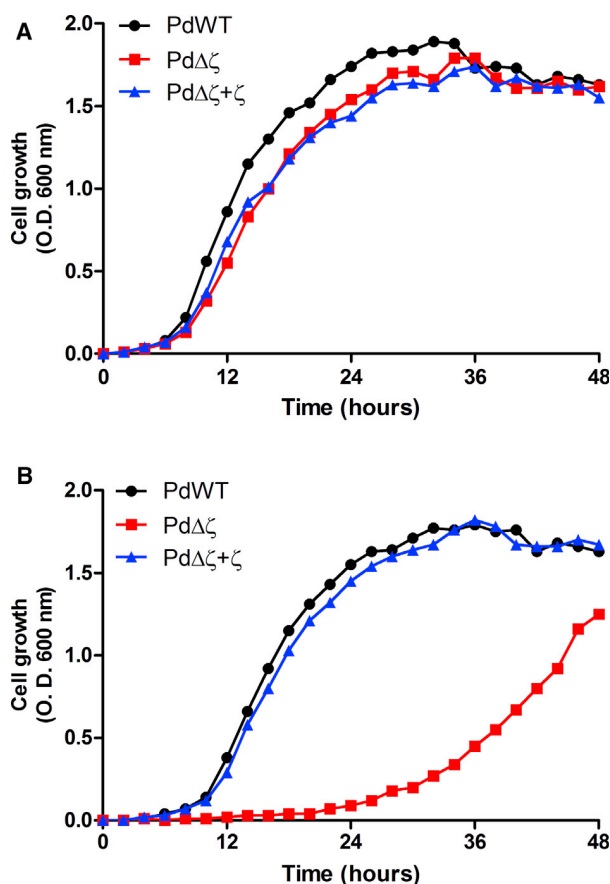 A
PdWT
PdΔζ
PdΔζ+ζ
Cell growth
(O.D. 600 nm)
2.0
1.5
1.0
0.5
0.0
0 12 24 36 48
Time (hours)
B
PdWT
PdΔζ
PdΔζ+ζ
Cell growth
(O. D. 600 nm)
2.0
1.5
1.0
0.5
0.0
0 12 24 36 48
Time (hours)